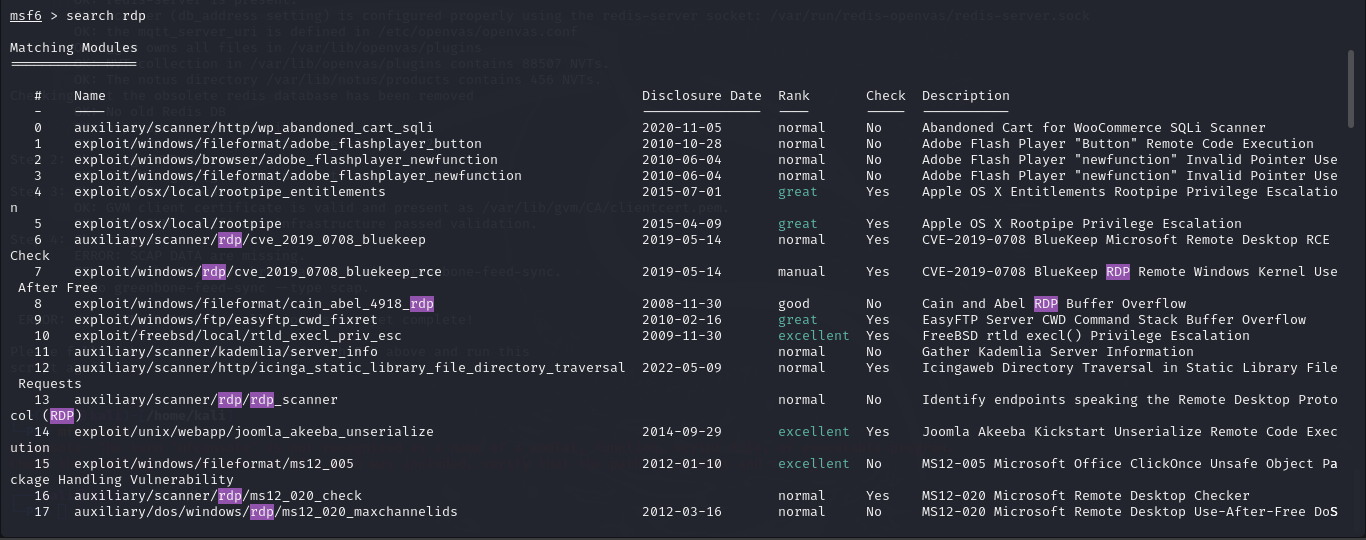 msf6 > search rdp
Matching Modules
================
# Name Disclosure Date Rank Check Description
- ---- --------------- ---- ----- -----------
0 auxiliary/scanner/http/wp_abandoned_cart_sqli 2020-11-05 normal No Abandoned Cart for WooCommerce SQLi Scanner
1 exploit/windows/fileformat/adobe_flashplayer_button 2010-10-28 normal No Adobe Flash Player "Button" Remote Code Execution
2 exploit/windows/browser/adobe_flashplayer_newfunction 2010-06-04 normal No Adobe Flash Player "newfunction" Invalid Pointer Use
3 exploit/windows/fileformat/adobe_flashplayer_newfunction 2010-06-04 normal No Adobe Flash Player "newfunction" Invalid Pointer Use
4 exploit/osx/local/rootpipe_entitlements 2015-07-01 great Yes Apple OS X Entitlements Rootpipe Privilege Escalatio
n
5 exploit/osx/local/rootpipe 2015-04-09 great Yes Apple OS X Rootpipe Privilege Escalation
6 auxiliary/scanner/rdp/cve_2019_0708_bluekeep 2019-05-14 normal Yes CVE-2019-0708 BlueKeep Microsoft Remote Desktop RCE
Check
7 exploit/windows/rdp/cve_2019_0708_bluekeep_rce 2019-05-14 manual Yes CVE-2019-0708 BlueKeep RDP Remote Windows Kernel Use
After Free
8 exploit/windows/fileformat/cain_abel_4918_rdp 2008-11-30 good No Cain and Abel RDP Buffer Overflow
9 exploit/windows/ftp/easyftp_cwd_fixret 2010-02-16 great Yes EasyFTP Server CWD Command Stack Buffer Overflow
10 exploit/freebsd/local/rtld_execl_priv_esc 2009-11-30 excellent Yes FreeBSD rtld execl() Privilege Escalation
11 auxiliary/scanner/kademlia/server_info normal No Gather Kademlia Server Information
12 auxiliary/scanner/http/icinga_static_library_file_directory_traversal 2022-05-09 normal Yes Icingaweb Directory Traversal in Static Library File
Requests
13 auxiliary/scanner/rdp/rdp_scanner normal No Identify endpoints speaking the Remote Desktop Proto
col (RDP)
14 exploit/unix/webapp/joomla_akeeba_unserialize 2014-09-29 excellent Yes Joomla Akeeba Kickstart Unserialize Remote Code Exec
ution
15 exploit/windows/fileformat/ms12_005 2012-01-10 excellent No MS12-005 Microsoft Office ClickOnce Unsafe Object Pa
ckage Handling Vulnerability
16 auxiliary/scanner/rdp/ms12_020_check normal Yes MS12-020 Microsoft Remote Desktop Checker
17 auxiliary/dos/windows/rdp/ms12_020_maxchannelids 2012-03-16 normal No MS12-020 Microsoft Remote Desktop Use-After-Free DoS